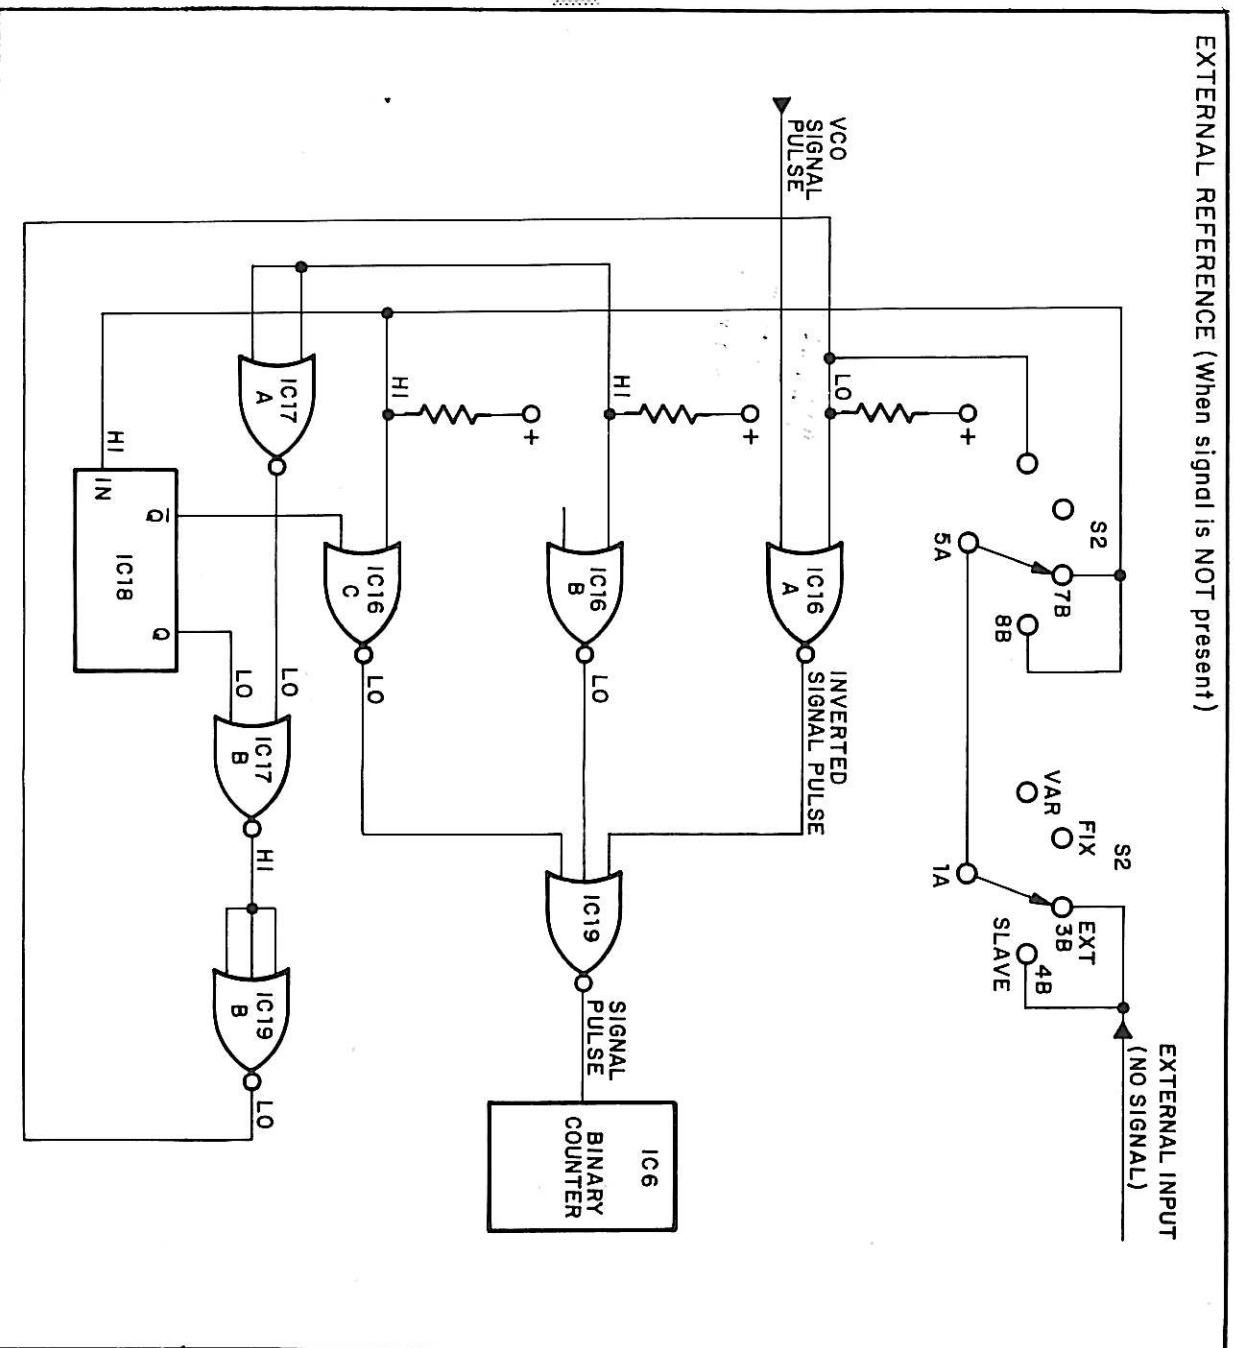 EXTERNAL REFERENCE (When signal is NOT present)
EXTERNAL INPUT
(NO SIGNAL)
S2
S2
FIX
EXT
VAR
7B
3B
4B
8B
SLAVE
5A
1A
+
LO
VCO
SIGNAL
PULSE
IC16
A
INVERTED
SIGNAL PULSE
+
HI
IC16
B
LO
IC19
SIGNAL
PULSE
IC6
BINARY
COUNTER
+
HI
IC16
C
LO
IC17
A
LO
LO
IC17
B
HI
IC19
B
LO
HI
IN
Q̅
IC18
Q